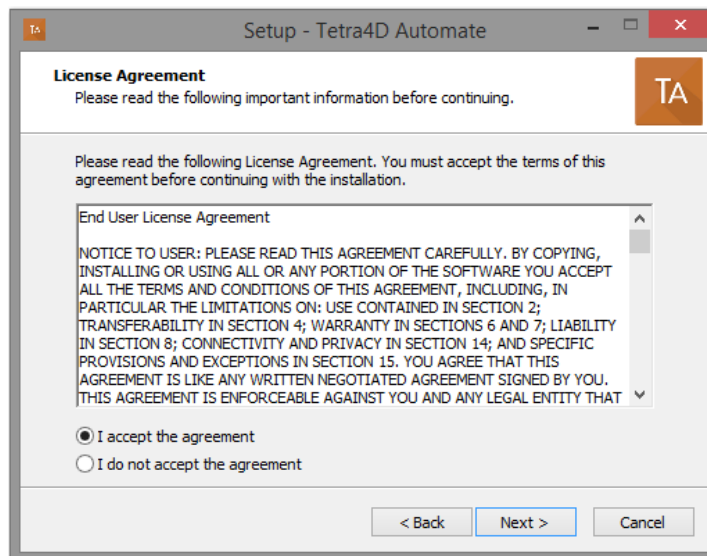 TA
Setup - Tetra4D Automate
License Agreement
Please read the following important information before continuing.
TA
Please read the following License Agreement. You must accept the terms of this
agreement before continuing with the installation.
End User License Agreement
NOTICE TO USER: PLEASE READ THIS AGREEMENT CAREFULLY. BY COPYING,
INSTALLING OR USING ALL OR ANY PORTION OF THE SOFTWARE YOU ACCEPT
ALL THE TERMS AND CONDITIONS OF THIS AGREEMENT, INCLUDING, IN
PARTICULAR THE LIMITATIONS ON: USE CONTAINED IN SECTION 2;
TRANSFERABILITY IN SECTION 4; WARRANTY IN SECTIONS 6 AND 7; LIABILITY
IN SECTION 8; CONNECTIVITY AND PRIVACY IN SECTION 14; AND SPECIFIC
PROVISIONS AND EXCEPTIONS IN SECTION 15. YOU AGREE THAT THIS
AGREEMENT IS LIKE ANY WRITTEN NEGOTIATED AGREEMENT SIGNED BY YOU.
THIS AGREEMENT IS ENFORCEABLE AGAINST YOU AND ANY LEGAL ENTITY THAT
I accept the agreement
I do not accept the agreement
< Back
Next >
Cancel